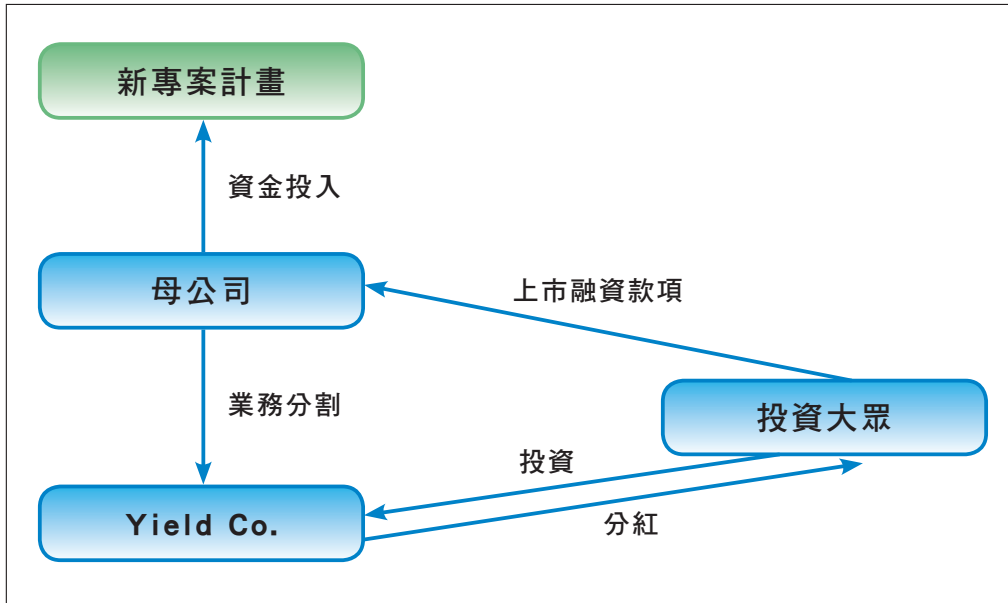 新專案計畫
資金投入
母公司
上市融資款項
業務分割
投資大眾
投資
Yield Co.
分紅